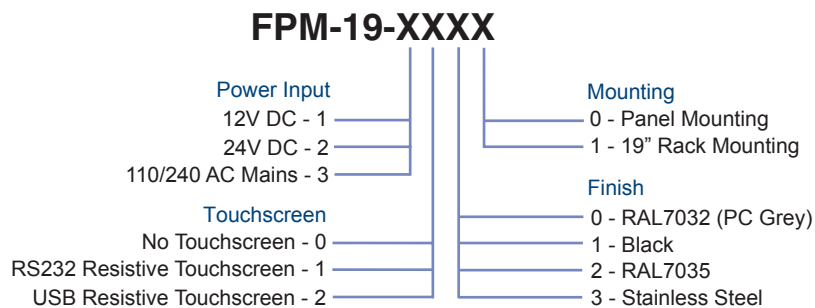 FPM-19-XXXX
Power Input
12V DC - 1
24V DC - 2
110/240 AC Mains - 3
Touchscreen
No Touchscreen - 0
RS232 Resistive Touchscreen - 1
USB Resistive Touchscreen - 2
Mounting
0 - Panel Mounting
1 - 19” Rack Mounting
Finish
0 - RAL7032 (PC Grey)
1 - Black
2 - RAL7035
3 - Stainless Steel